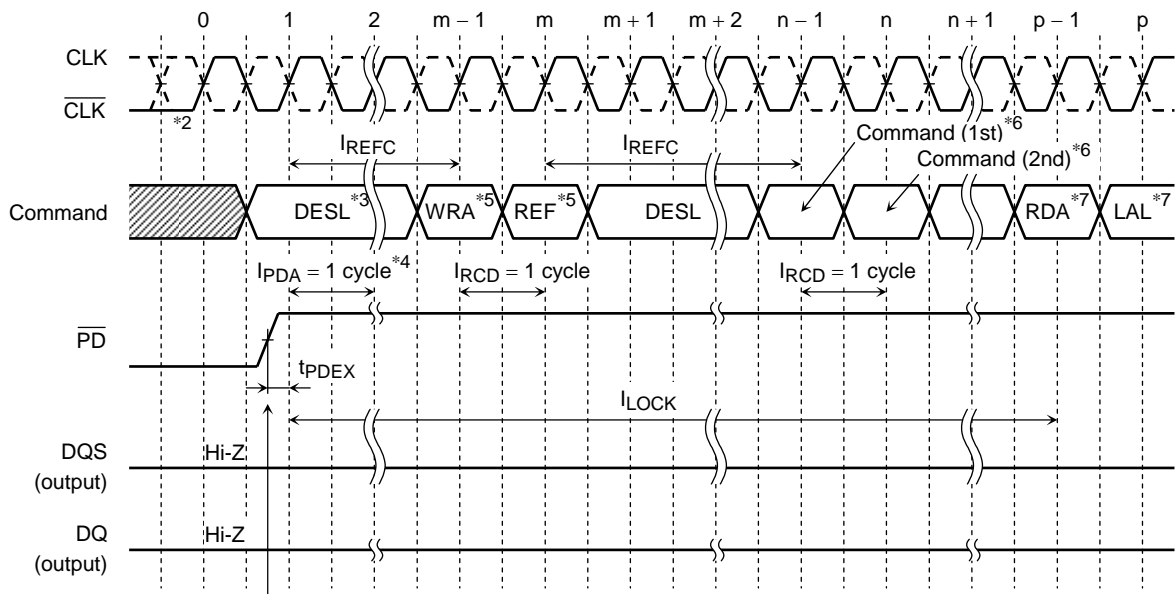 0 1 2 m − 1 m m + 1 m + 2 n − 1 n n + 1 p − 1 p
CLK
CLK
*2
Command (1st)*6
IREFC IREFC
Command (2nd)*6
Command DESL*3 WRA*5 REF*5 DESL RDA*7 LAL*7
IPDA = 1 cycle*4 IRCD = 1 cycle IRCD = 1 cycle
PD
tPDEX
ILOCK
DQS Hi-Z
(output)
DQ Hi-Z
(output)